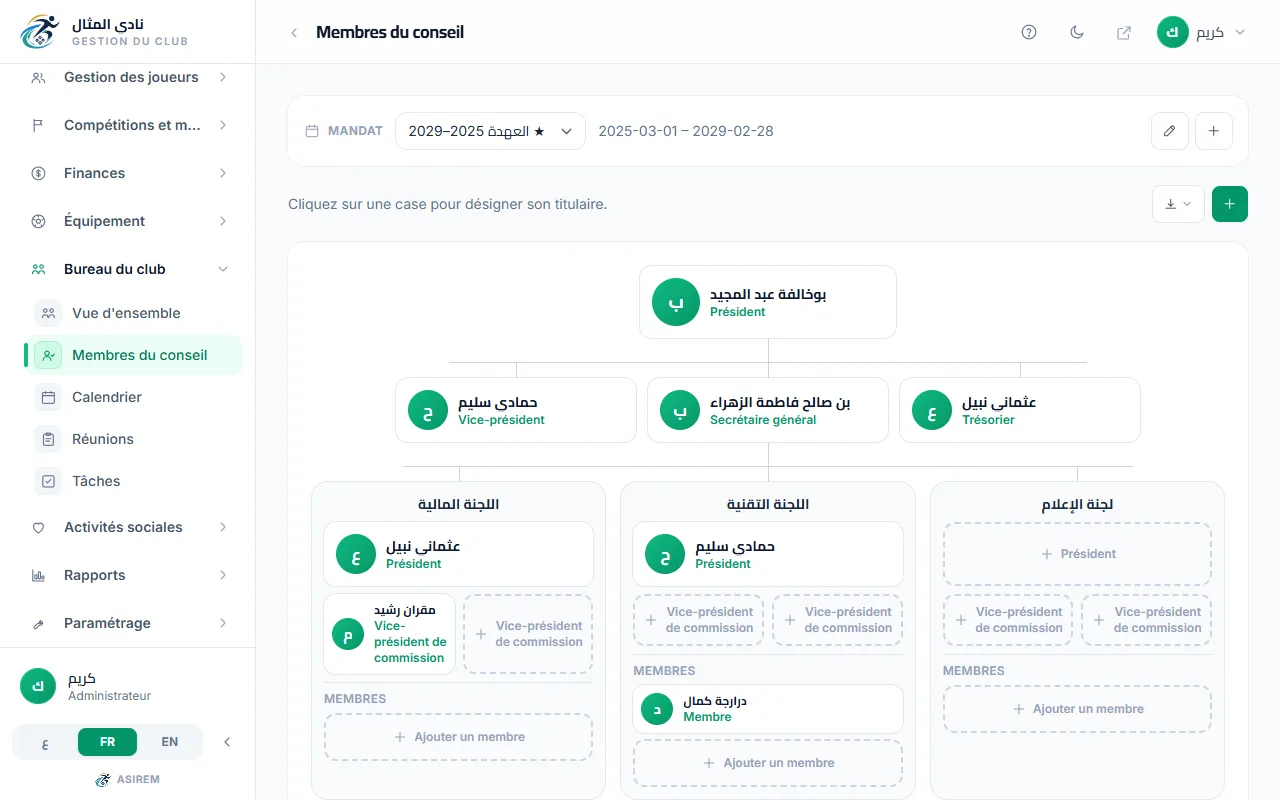 نادي المثال
GESTION DU CLUB
Gestion des joueurs
Compétitions et m...
Finances
Équipement
Bureau du club
Vue d'ensemble
Membres du conseil
Calendrier
Réunions
Tâches
Activités sociales
Rapports
Paramétrage
ك
كريم
Administrateur
ع
FR
EN
ASIREM
Membres du conseil
ك
كريم
MANDAT
★ العهدة 2025–2029
2025-03-01 – 2029-02-28
Cliquez sur une case pour désigner son titulaire.
ب
بوخالفة عبد المجيد
Président
ح
حمادي سليم
Vice-président
ب
بن صالح فاطمة الزهراء
Secrétaire général
ع
عثماني نبيل
Trésorier
اللجنة المالية
ع
عثماني نبيل
Président
م
مقران رشيد
Vice-
président de
commission
Vice-président
de commission
MEMBRES
Ajouter un membre
اللجنة التقنية
ح
حمادي سليم
Président
Vice-président
de commission
Vice-président
de commission
MEMBRES
د
درارجة كمال
Membre
Ajouter un membre
لجنة الإعلام
Président
Vice-président
de commission
Vice-président
de commission
MEMBRES
Ajouter un membre